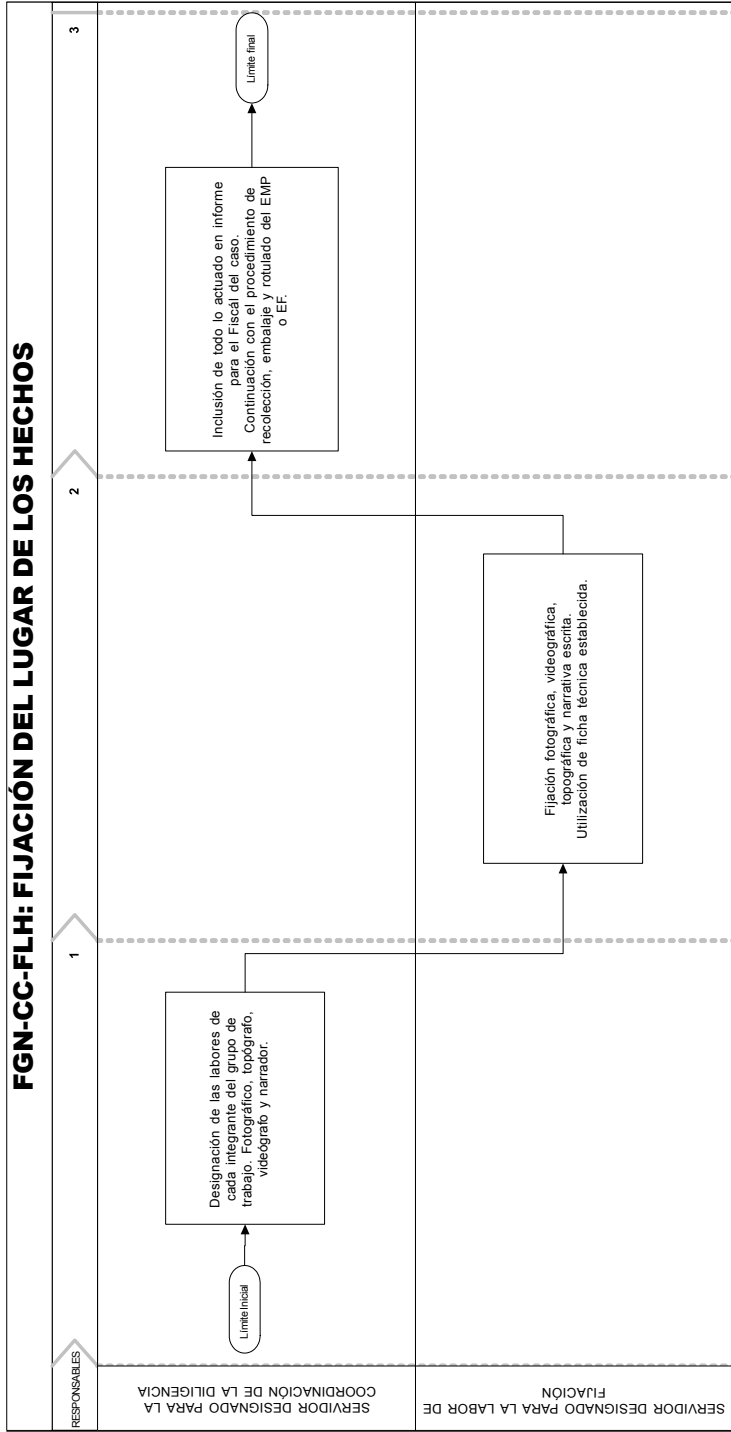 FGN-CC-FLH: FIJACIÓN DEL LUGAR DE LOS HECHOS
RESPONSABLES
1
2
3
SERVIDOR DESIGNADO PARA LA
COORDINACIÓN DE LA DILIGENCIA
Límite Inicial
Designación de las labores de
cada integrante del grupo de
trabajo. Fotográfico, topógrafo,
videógrafo y narrador.
Inclusión de todo lo actuado en informe
para el Fiscál del caso.
Continuación con el procedimiento de
recolección, embalaje y rotulado del EMP
o EF.
Límite final
SERVIDOR DESIGNADO PARA LA LABOR DE
FIJACIÓN
Fijación fotográfica, videográfica,
topográfica y narrativa escrita.
Utilización de ficha técnica establecida.